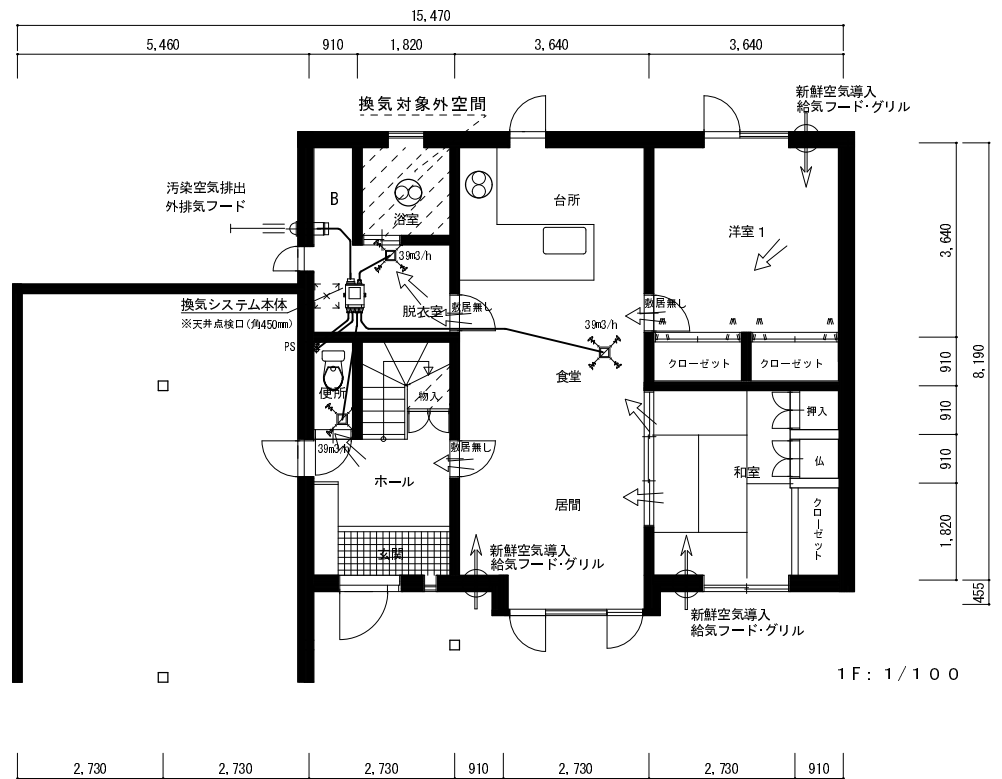 15,470
5,460
910
1,820
3,640
3,640
換気対象外空間
新鮮空気導入
給気フード・グリル
汚染空気排出
外排気フード
B
浴室
台所
洋室1
39m3/h
換気システム本体
※天井点検口(角450mm)
脱衣室
敷居無し
敷居無し
39m3/h
PS
便所
物入
食堂
クローゼット
クローゼット
押入
39m3/h
敷居無し
仏
ホール
和室
居間
クローゼット
玄関
新鮮空気導入
給気フード・グリル
新鮮空気導入
給気フード・グリル
3,640
910
910
910
1,820
8,190
455
1F: 1/100
2,730
2,730
2,730
910
2,730
2,730
910